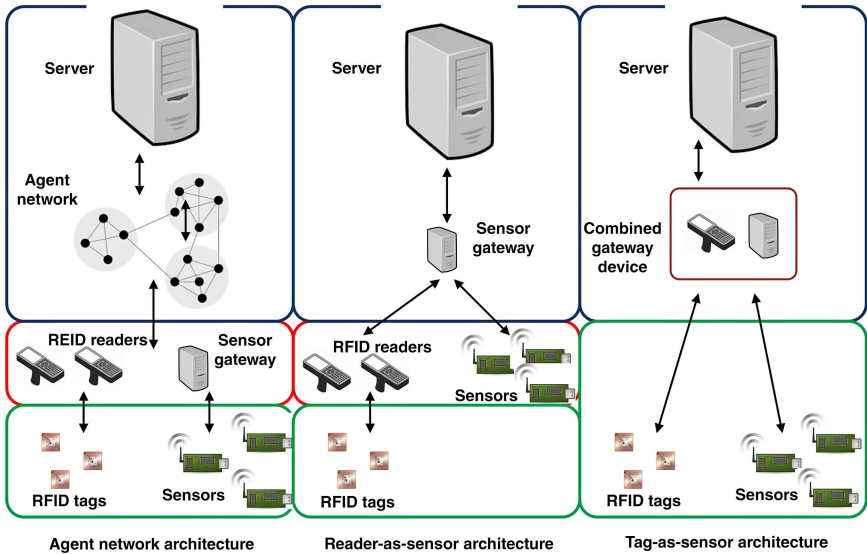 Server
Agent
network
REID readers
Sensor
gateway
RFID tags
Sensors
Agent network architecture
Server
Sensor
gateway
RFID readers
Sensors
RFID tags
Reader-as-sensor architecture
Server
Combined
gateway
device
RFID tags
Sensors
Tag-as-sensor architecture